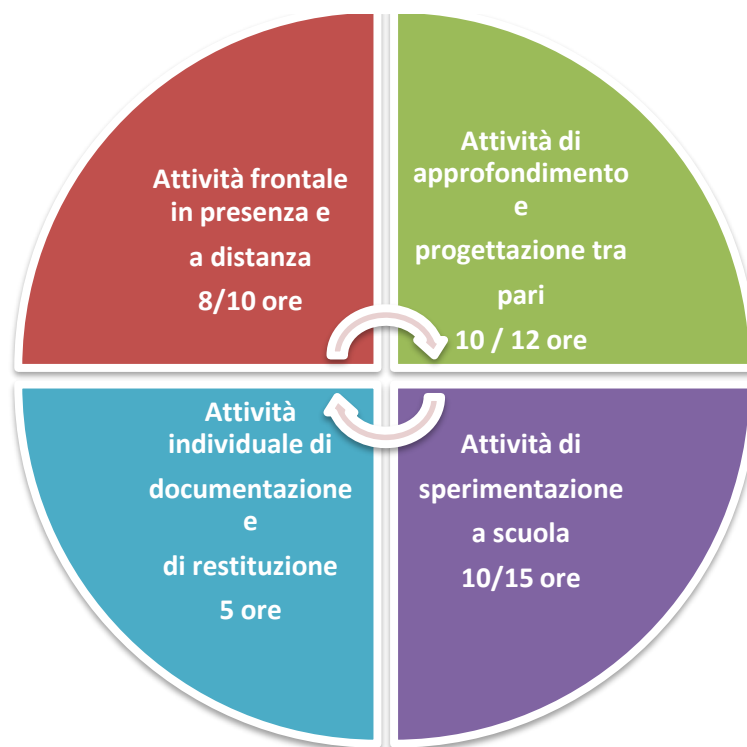 Attività frontale
in presenza e
a distanza
8/10 ore
Attività di
approfondimento
e
progettazione tra
pari
10 / 12 ore
Attività
individuale di
documentazione
e
di restituzione
5 ore
Attività di
sperimentazione
a scuola
10/15 ore